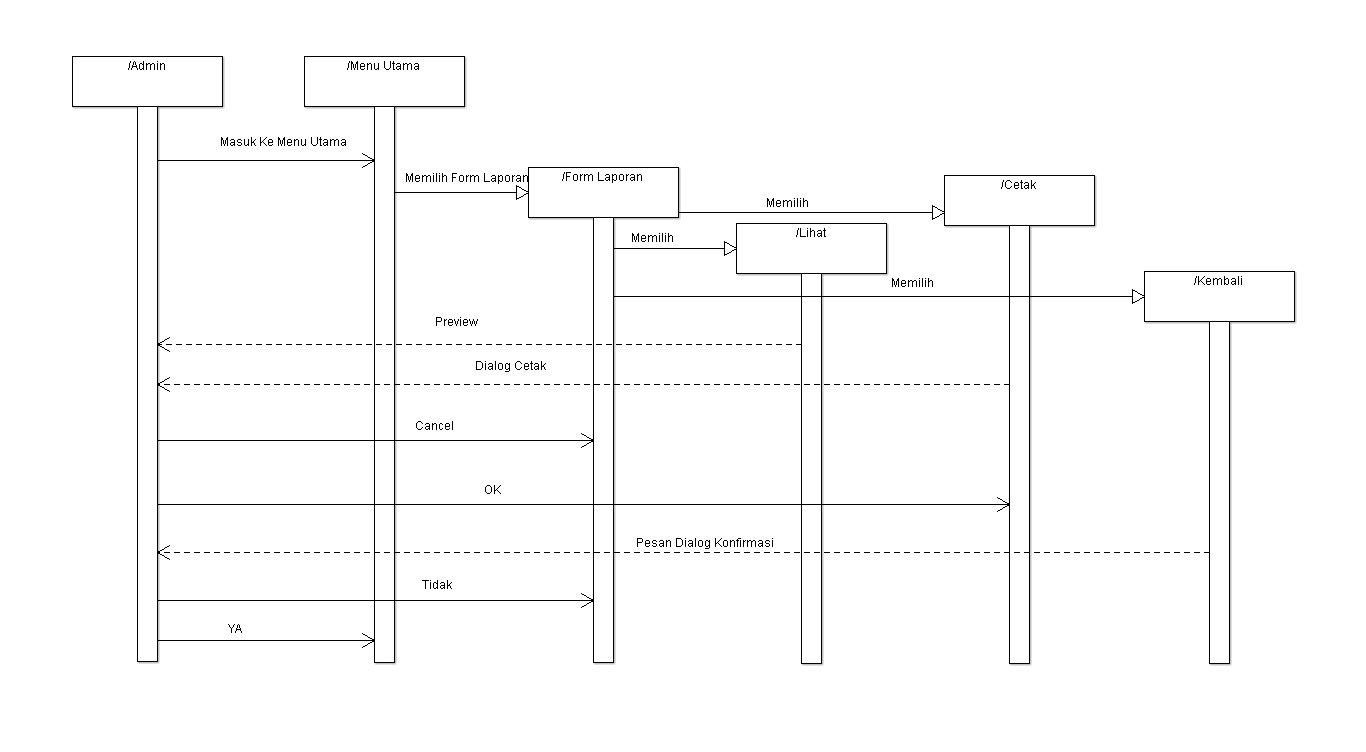 /Admin
/Menu Utama
Masuk Ke Menu Utama
Memilih Form Laporan
/Form Laporan
/Cetak
Memilih
/Lihat
Memilih
/Kembali
Memilih
Preview
Dialog Cetak
Cancel
OK
Pesan Dialog Konfirmasi
Tidak
YA